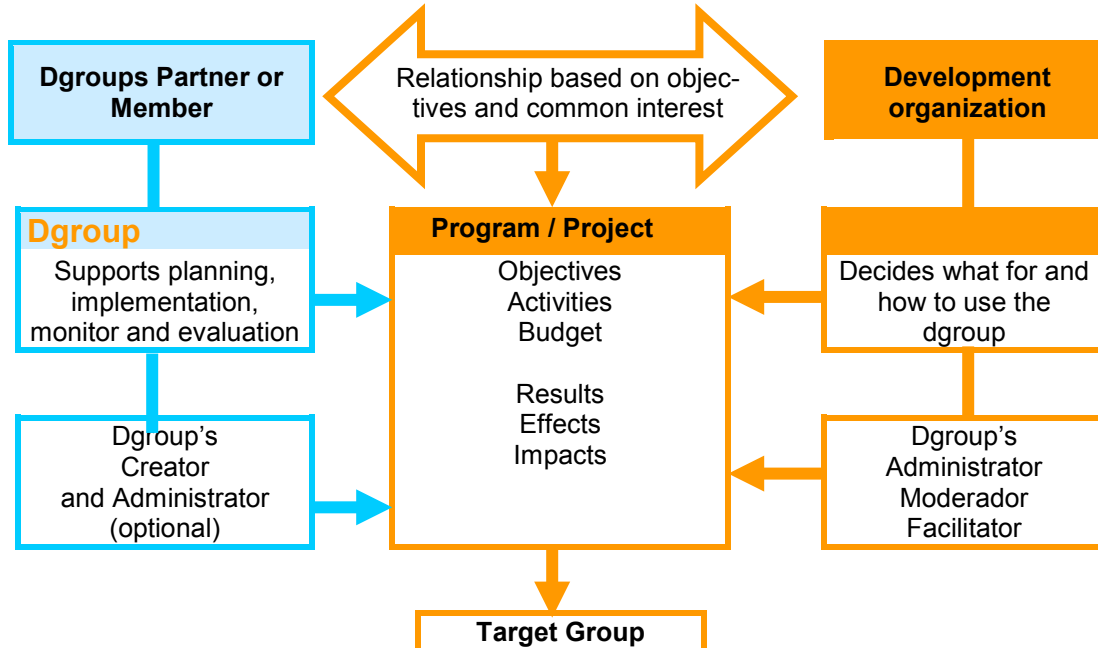 Dgroups Partner or
Member
Relationship based on objec-
tives and common interest
Development
organization
Dgroup
Supports planning,
implementation,
monitor and evaluation
Program / Project
Objectives
Activities
Budget
Results
Effects
Impacts
Decides what for and
how to use the
dgroup
Dgroup's
Creator
and Administrator
(optional)
Dgroup's
Administrator
Moderador
Facilitator
Target Group